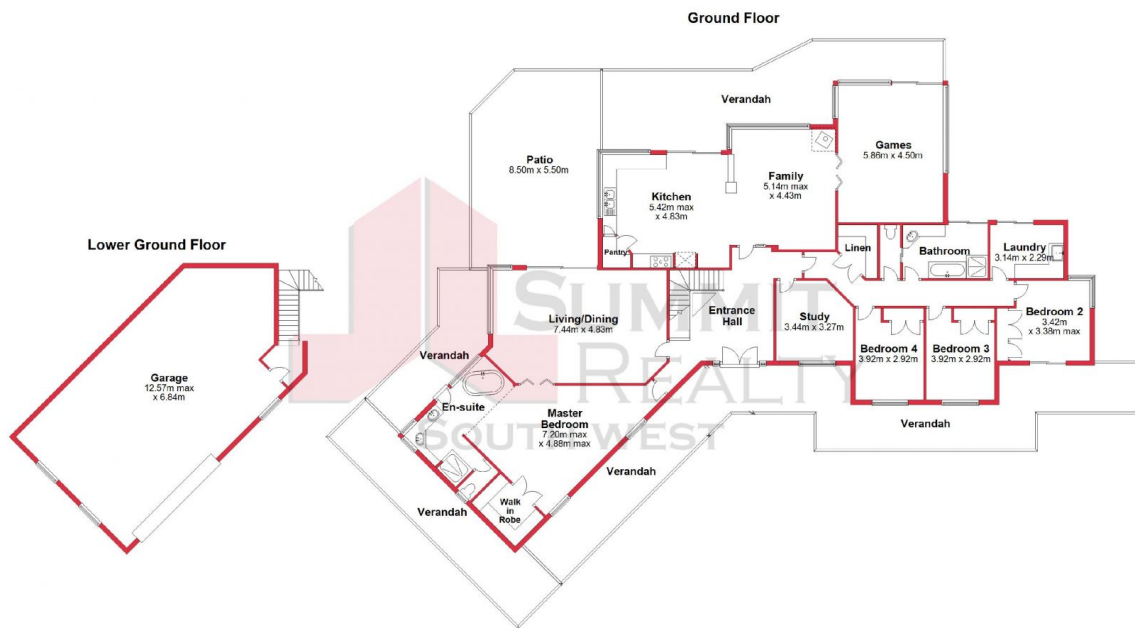 Ground Floor
Verandah
Patio
8.50m x 5.50m
Games
5.86m x 4.50m
Family
5.14m max
x 4.43m
Kitchen
5.42m max
x 4.83m
Pantry
Linen
Bathroom
Laundry
3.14m x 2.29m
Lower Ground Floor
Living/Dining
7.44m x 4.83m
Entrance
Hall
Study
3.44m x 3.27m
Bedroom 2
3.42m
x 3.38m max
Bedroom 4
3.92m x 2.92m
Bedroom 3
3.92m x 2.92m
Verandah
Garage
12.57m max
x 6.84m
En-suite
Master
Bedroom
7.20m max
x 4.88m max
Verandah
Verandah
Verandah
Walk
in
Robe
SUMMIT
REALTY
SOUTHWEST